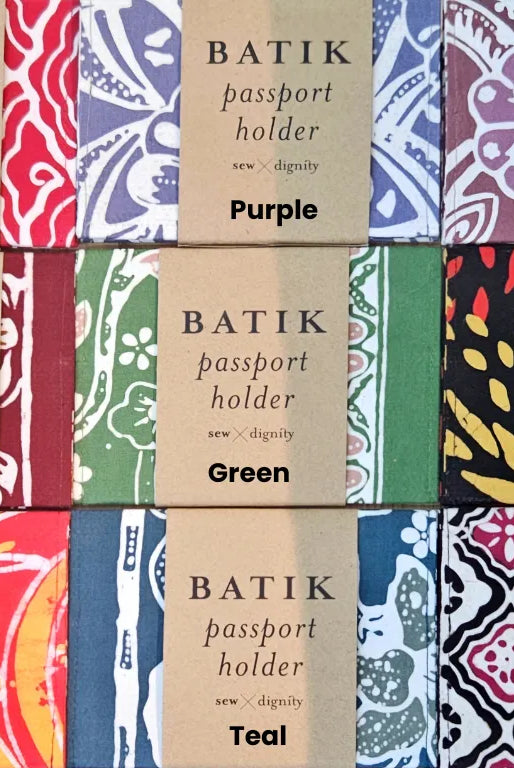 BATIK
passport
holder
sew × dignity
Purple
BATIK
passport
holder
sew × dignity
Green
BATIK
passport
holder
sew × dignity
Teal